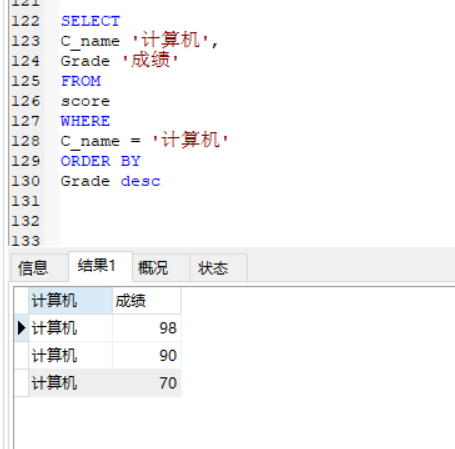 121
122 SELECT
123 C_name '计算机',
124 Grade '成绩'
125 FROM
126 score
127 WHERE
128 C_name = '计算机'
129 ORDER BY
130 Grade desc
131
132
133
信息 结果1 概况 状态
计算机 成绩
计算机 98
计算机 90
计算机 70